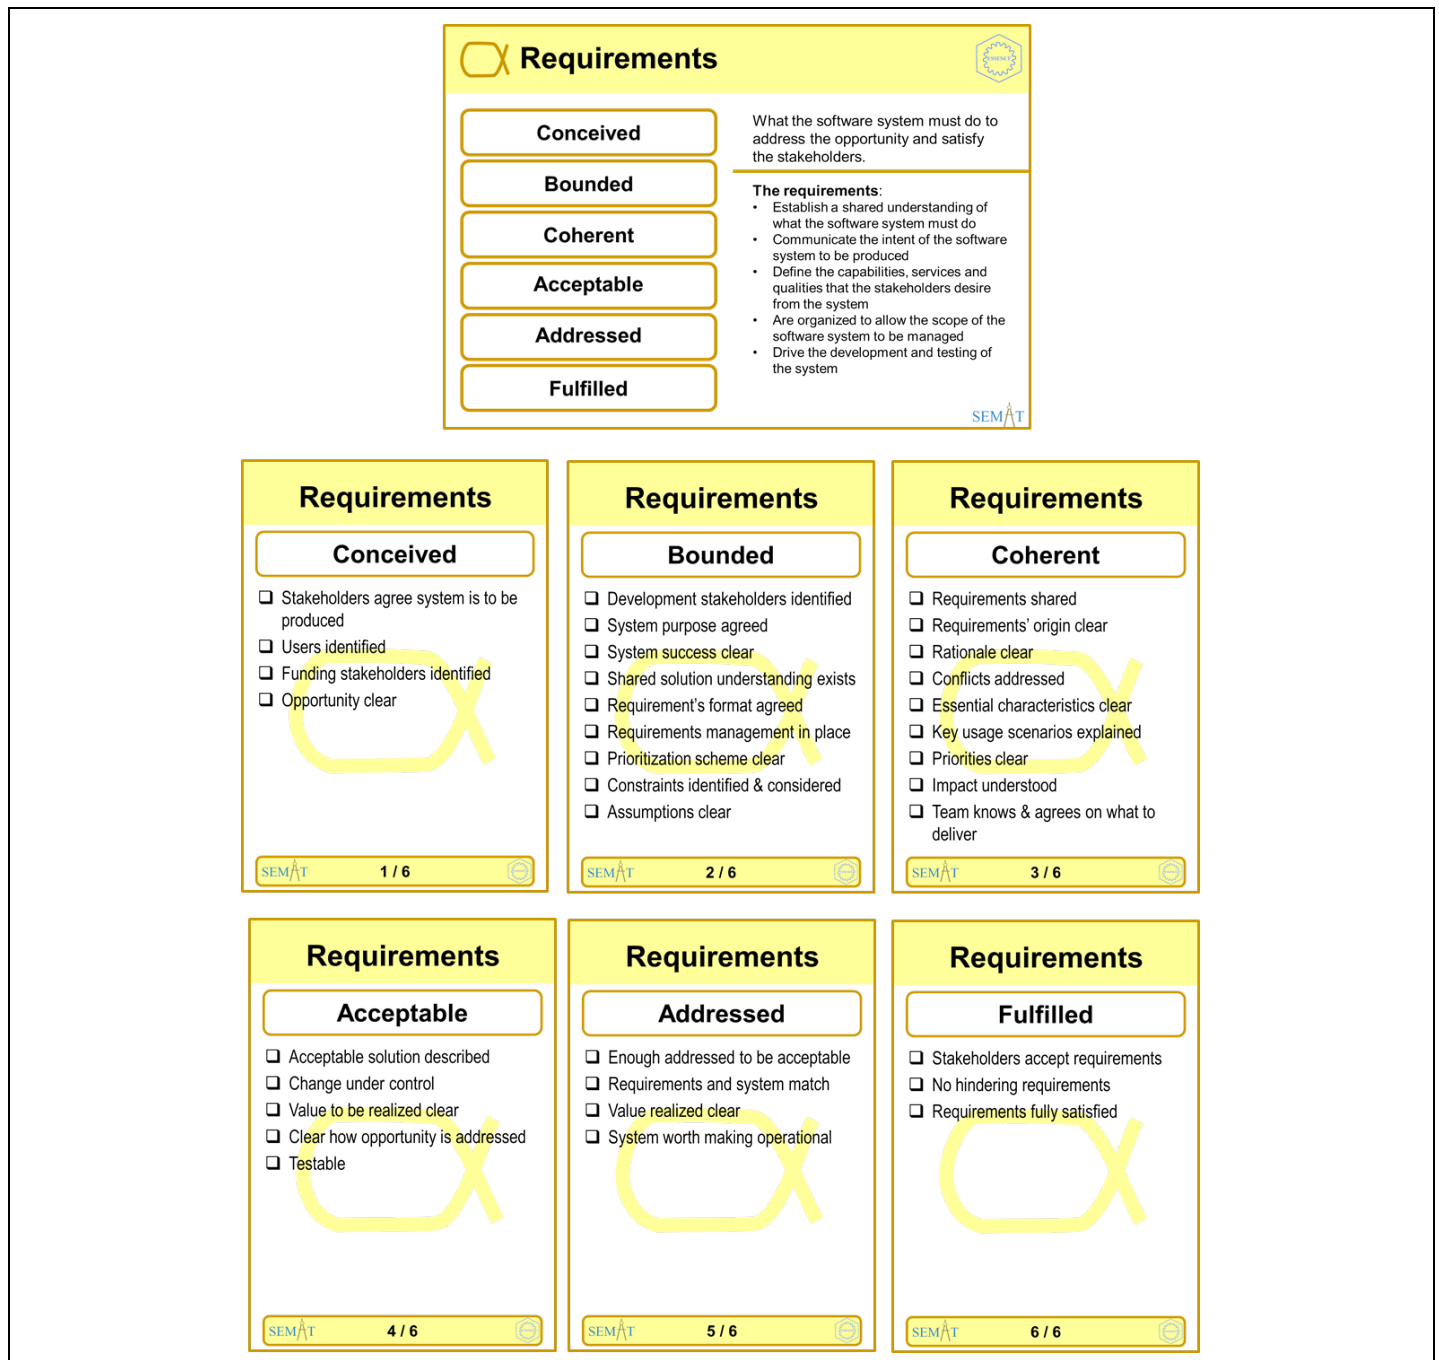 Requirements
ESSENCE
Conceived
Bounded
Coherent
Acceptable
Addressed
Fulfilled
What the software system must do to
address the opportunity and satisfy
the stakeholders.
The requirements:
• Establish a shared understanding of
what the software system must do
• Communicate the intent of the software
system to be produced
• Define the capabilities, services and
qualities that the stakeholders desire
from the system
• Are organized to allow the scope of the
software system to be managed
• Drive the development and testing of
the system
SEMAT
Requirements
Conceived
❑ Stakeholders agree system is to be
produced
❑ Users identified
❑ Funding stakeholders identified
❑ Opportunity clear
SEMAT 1 / 6
Requirements
Bounded
❑ Development stakeholders identified
❑ System purpose agreed
❑ System success clear
❑ Shared solution understanding exists
❑ Requirement's format agreed
❑ Requirements management in place
❑ Prioritization scheme clear
❑ Constraints identified & considered
❑ Assumptions clear
SEMAT 2 / 6
Requirements
Coherent
❑ Requirements shared
❑ Requirements' origin clear
❑ Rationale clear
❑ Conflicts addressed
❑ Essential characteristics clear
❑ Key usage scenarios explained
❑ Priorities clear
❑ Impact understood
❑ Team knows & agrees on what to
deliver
SEMAT 3 / 6
Requirements
Acceptable
❑ Acceptable solution described
❑ Change under control
❑ Value to be realized clear
❑ Clear how opportunity is addressed
❑ Testable
SEMAT 4 / 6
Requirements
Addressed
❑ Enough addressed to be acceptable
❑ Requirements and system match
❑ Value realized clear
❑ System worth making operational
SEMAT 5 / 6
Requirements
Fulfilled
❑ Stakeholders accept requirements
❑ No hindering requirements
❑ Requirements fully satisfied
SEMAT 6 / 6